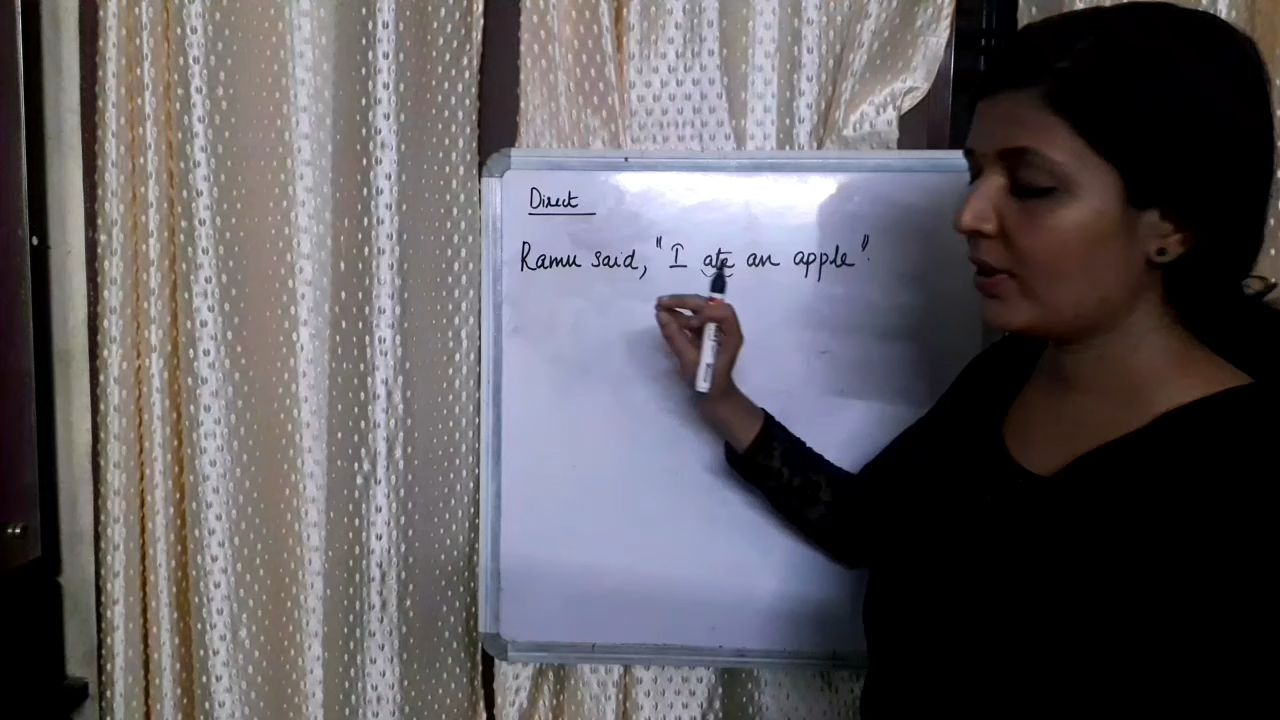 Direct
Ramu said, "I ate an apple".